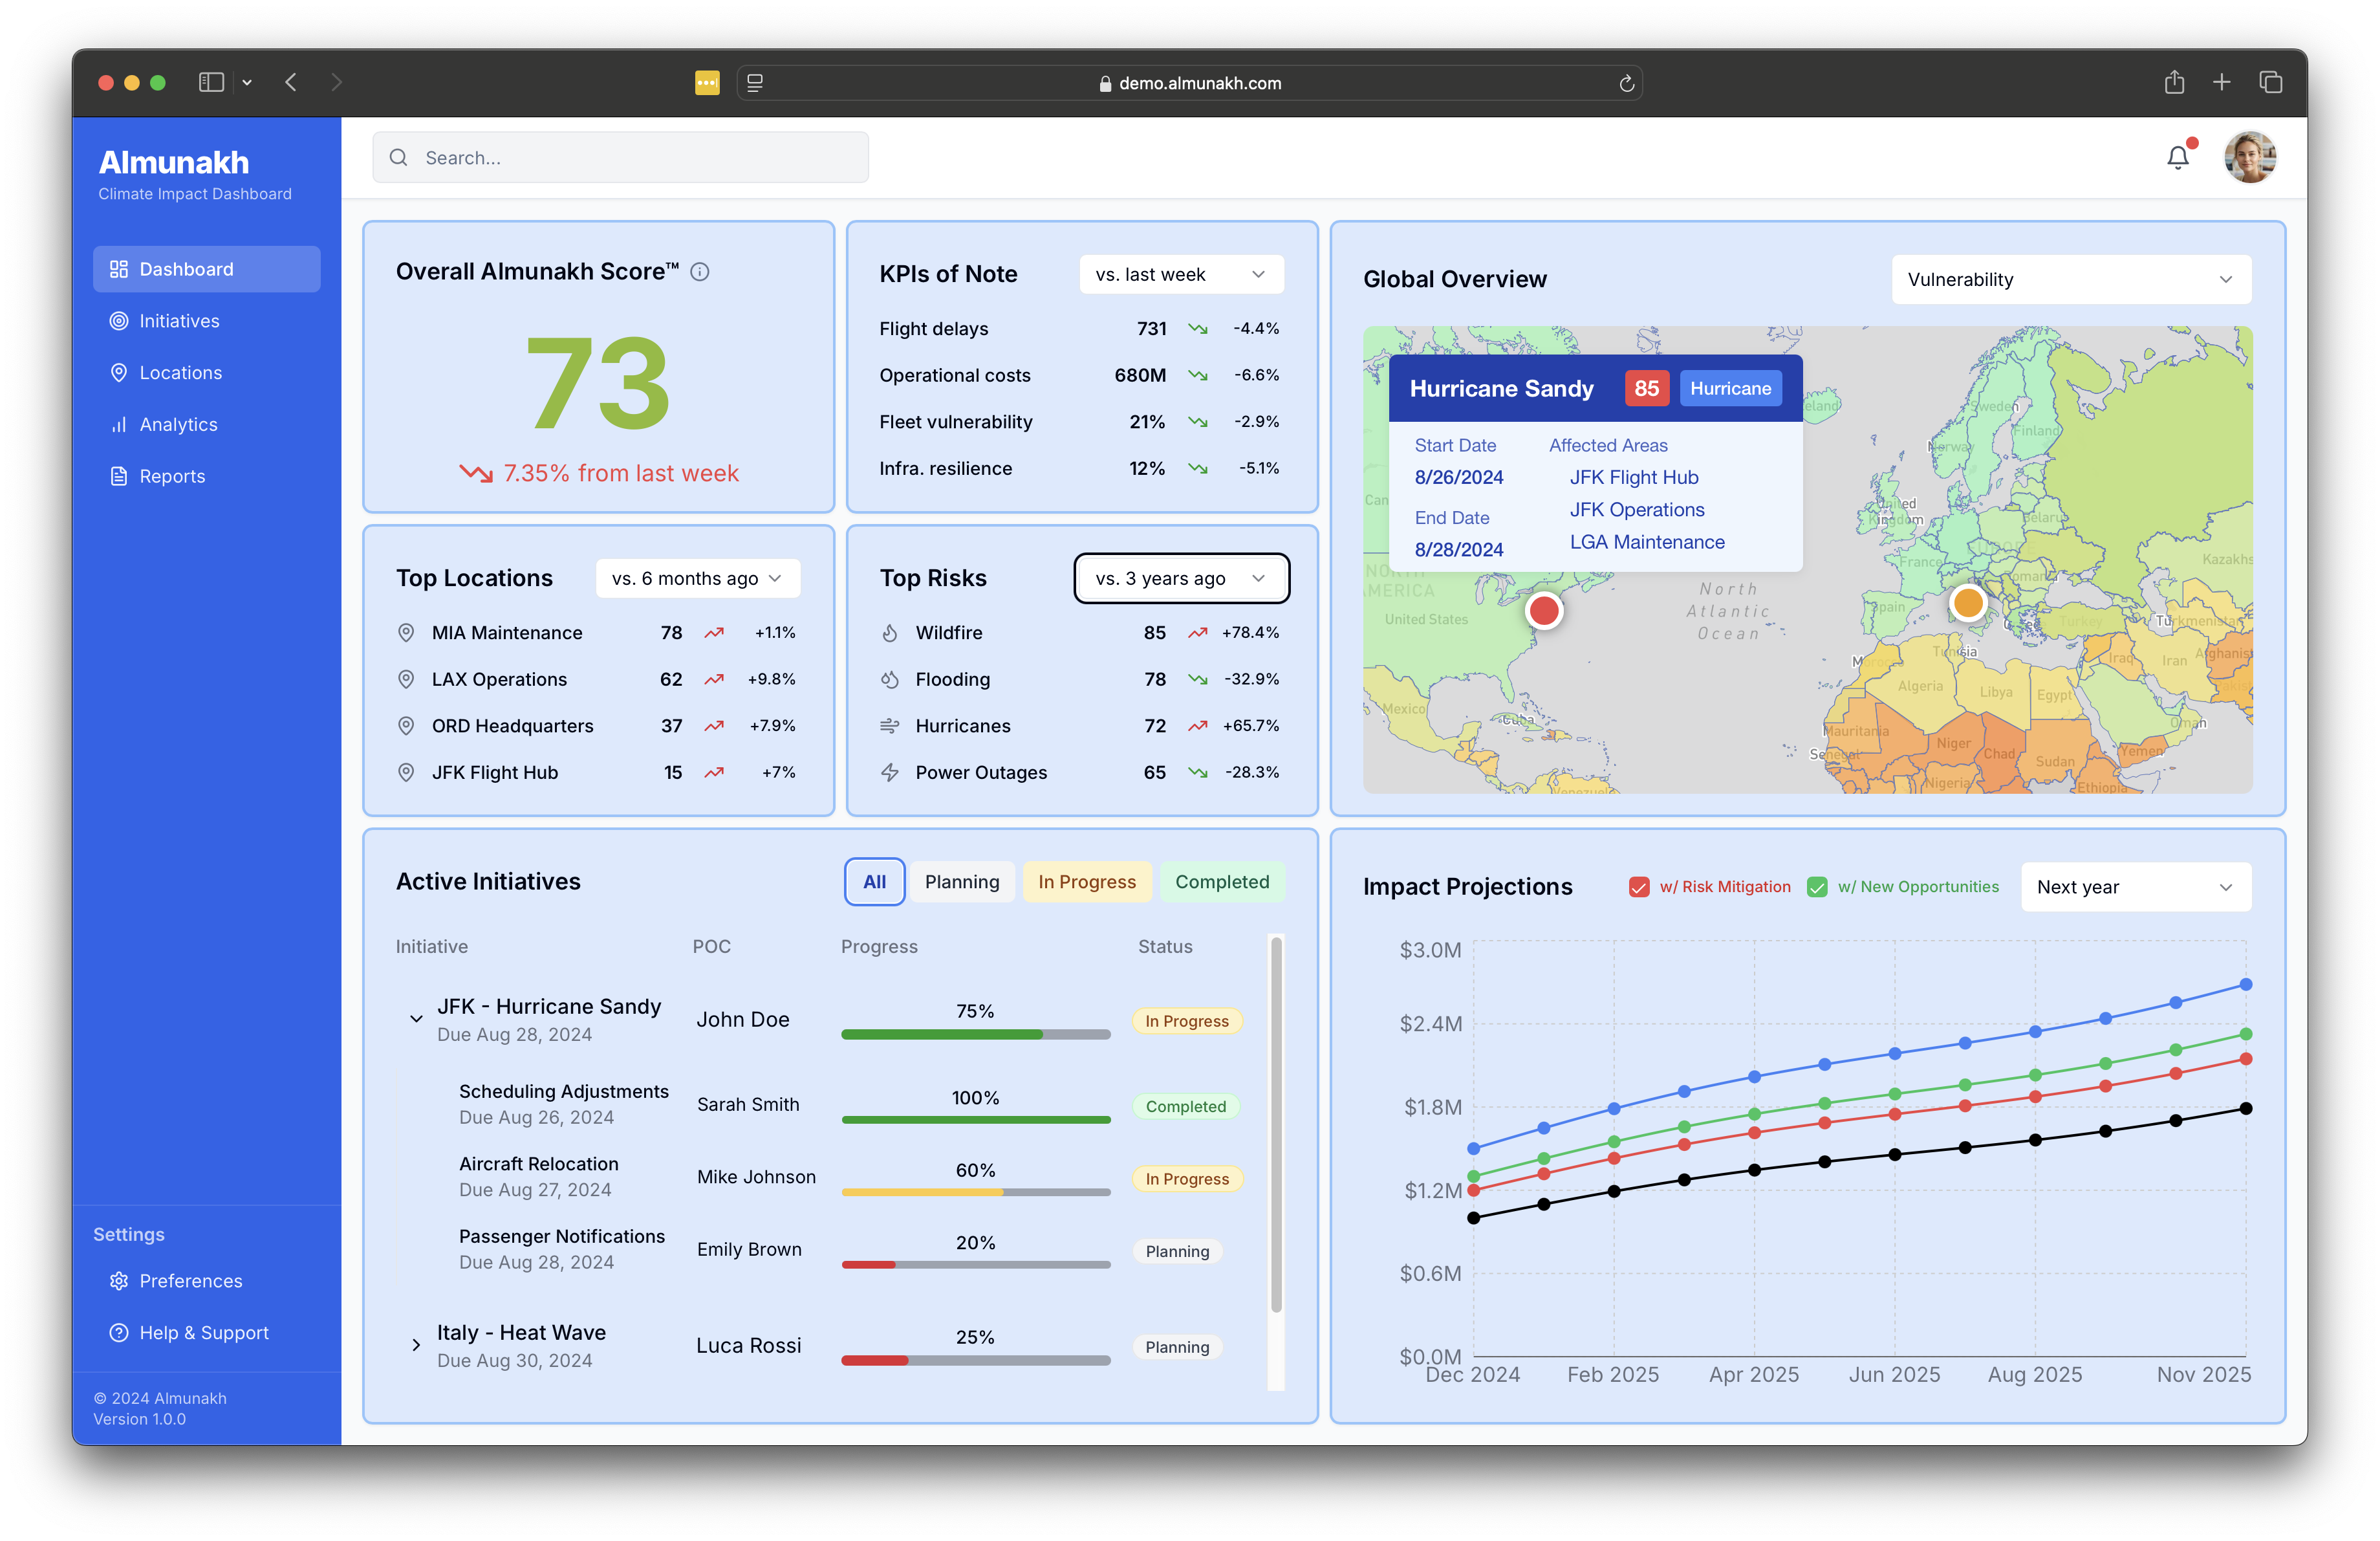 demo.almunakh.com
Almunakh
Climate Impact Dashboard
Dashboard
Initiatives
Locations
Analytics
Reports
Settings
Preferences
Help & Support
© 2024 Almunakh
Version 1.0.0
Search...
Overall Almunakh Score™
73
7.35% from last week
KPIs of Note
vs. last week
Flight delays 731 -4.4%
Operational costs 680M -6.6%
Fleet vulnerability 21% -2.9%
Infra. resilience 12% -5.1%
Global Overview
Vulnerability
Hurricane Sandy 85 Hurricane
Start Date
8/26/2024
End Date
8/28/2024
Affected Areas
JFK Flight Hub
JFK Operations
LGA Maintenance
Sweden
Finland
Norway
United
Kingdom
Belaru
EUROPE
France
Kazakhs
Spain
Turkey
Turkmenistan
NORTH
AMERICA
United States
North
Atlantic
Ocean
Morocco
Tunisia
Iraq
Iran
Afghanist
Algeria
Libya
Egypt
Mexico
Cuba
Oman
Mauritania
Niger
Chad
Sudan
Yemen
Senegal
Nigeria
Ethiopia
Venezuela
Top Locations
vs. 6 months ago
MIA Maintenance 78 +1.1%
LAX Operations 62 +9.8%
ORD Headquarters 37 +7.9%
JFK Flight Hub 15 +7%
Top Risks
vs. 3 years ago
Wildfire 85 +78.4%
Flooding 78 -32.9%
Hurricanes 72 +65.7%
Power Outages 65 -28.3%
Active Initiatives
All Planning In Progress Completed
Initiative POC Progress Status
JFK - Hurricane Sandy
Due Aug 28, 2024
John Doe
75%
In Progress
Scheduling Adjustments
Due Aug 26, 2024
Sarah Smith
100%
Completed
Aircraft Relocation
Due Aug 27, 2024
Mike Johnson
60%
In Progress
Passenger Notifications
Due Aug 28, 2024
Emily Brown
20%
Planning
Italy - Heat Wave
Due Aug 30, 2024
Luca Rossi
25%
Planning
Impact Projections
w/ Risk Mitigation
w/ New Opportunities
Next year
$3.0M
$2.4M
$1.8M
$1.2M
$0.6M
$0.0M
Dec 2024 Feb 2025 Apr 2025 Jun 2025 Aug 2025 Nov 2025